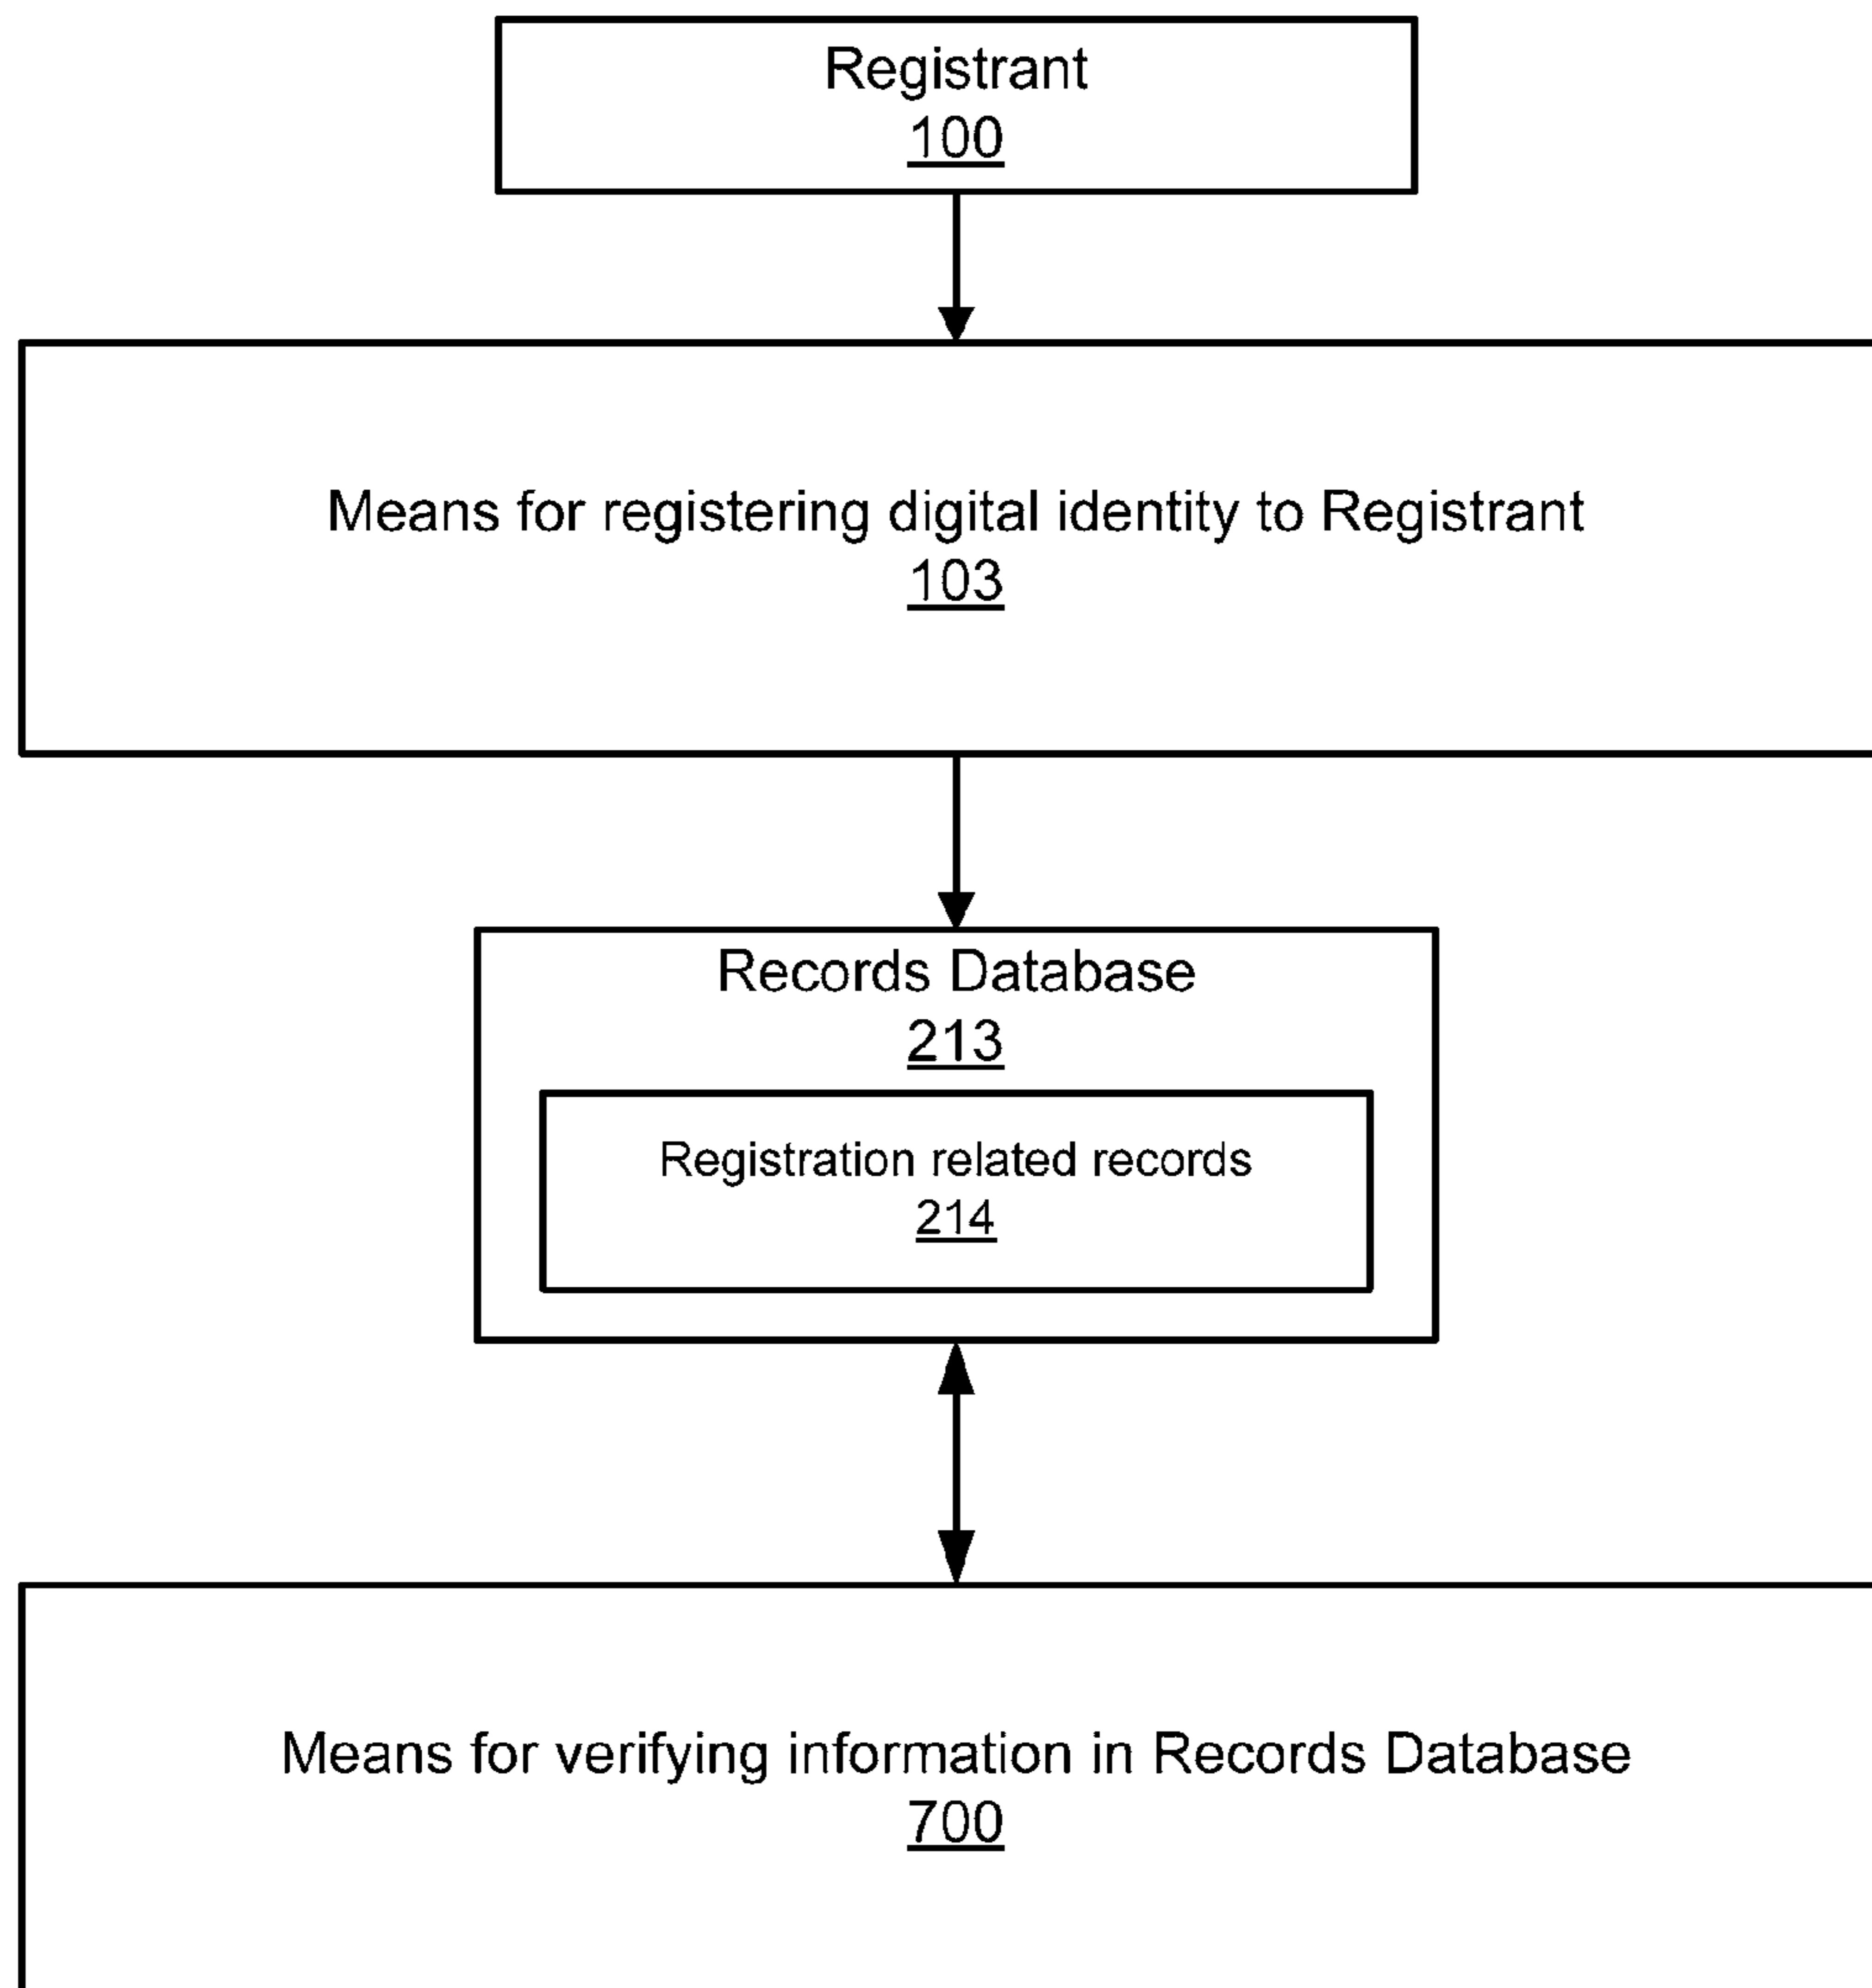 Registrant
100
Means for registering digital identity to Registrant
103
Records Database
213
Registration related records
214
Means for verifying information in Records Database
700